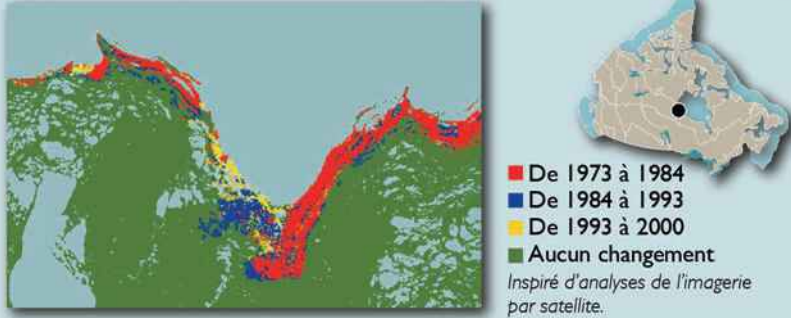 De 1973 à 1984
De 1984 à 1993
De 1993 à 2000
Aucun changement
Inspiré d'analyses de l'imagerie
par satellite.